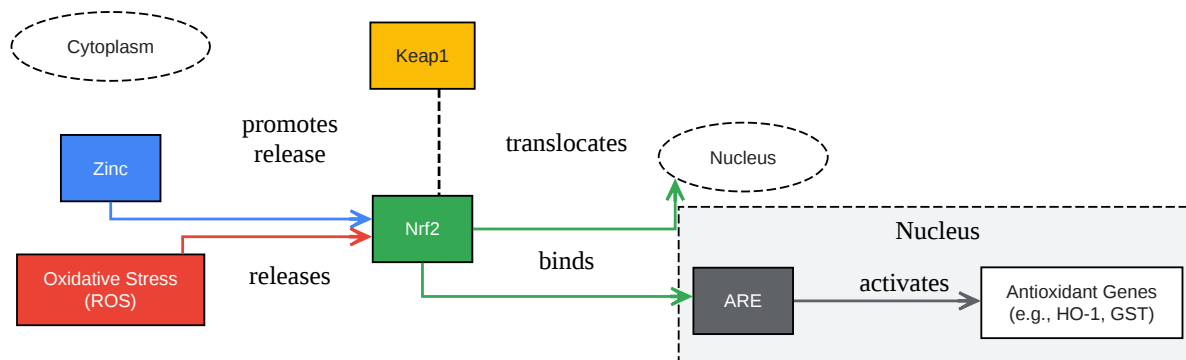 Cytoplasm
Keap1
promotes
release
translocates
Nucleus
Zinc
Nrf2
Nucleus
Oxidative Stress
(ROS)
releases
binds
ARE
activates
Antioxidant Genes
(e.g., HO-1, GST)